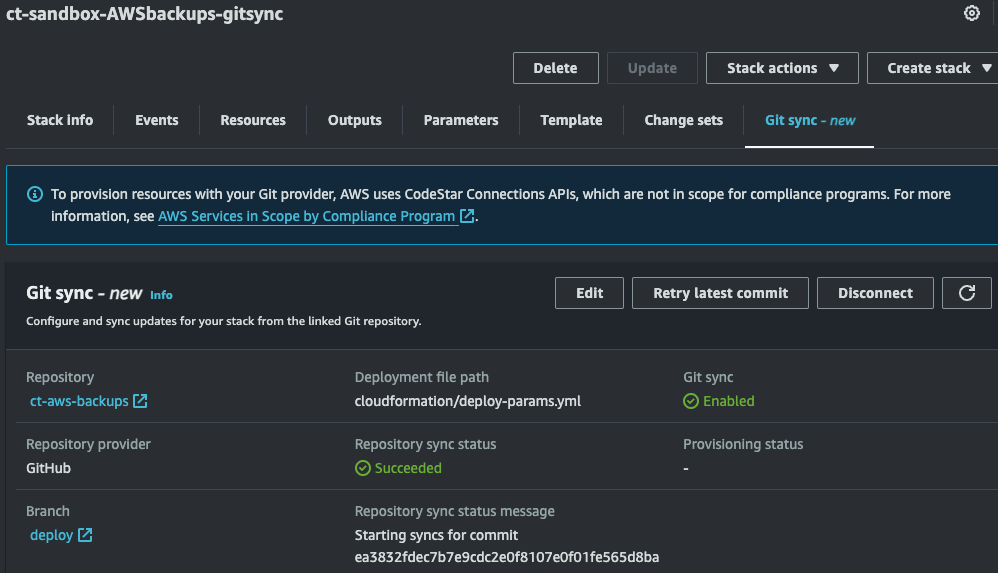 ct-sandbox-AWSbackups-gitsync
Delete
Update
Stack actions
Create stack
Stack info
Events
Resources
Outputs
Parameters
Template
Change sets
Git sync - new
To provision resources with your Git provider, AWS uses CodeStar Connections APIs, which are not in scope for compliance programs. For more
information, see AWS Services in Scope by Compliance Program.
Git sync - new Info
Edit
Retry latest commit
Disconnect
Configure and sync updates for your stack from the linked Git repository.
Repository
ct-aws-backups
Deployment file path
cloudformation/deploy-params.yml
Git sync
Enabled
Repository provider
GitHub
Repository sync status
Succeeded
Provisioning status
-
Branch
deploy
Repository sync status message
Starting syncs for commit
ea3832fdec7b7e9cdc2e0f8107e0f01fe565d8ba